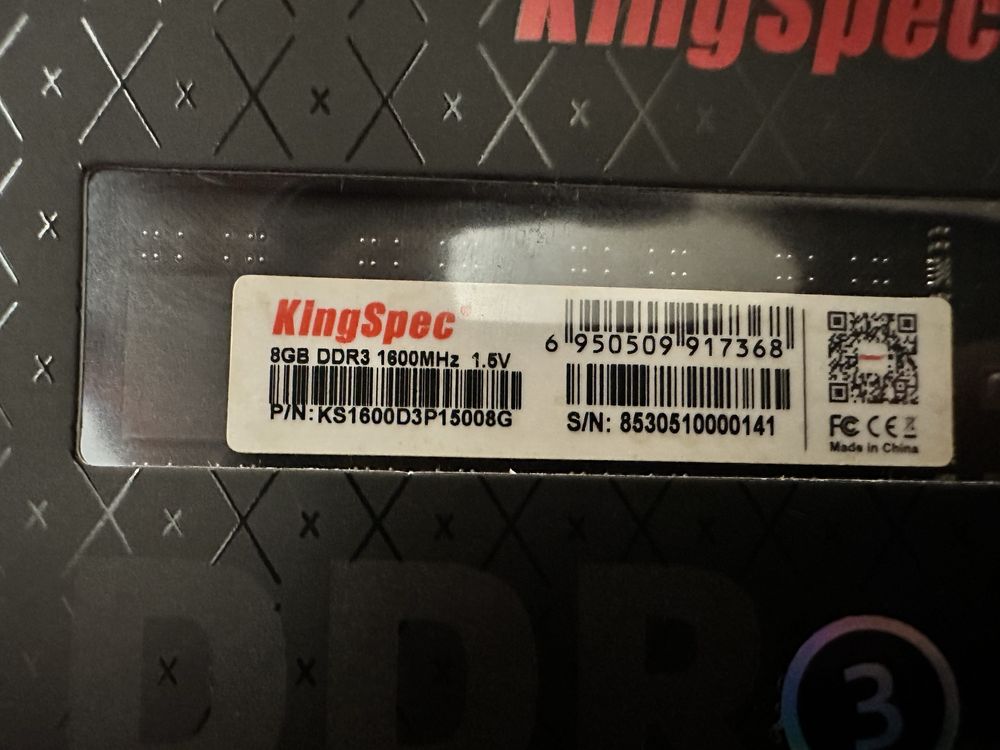 KingSpec
KingSpec®
8GB DDR3 1600MHz 1.5V
P/N: KS1600D3P15008G
6 950509 917368
S/N: 8530510000141
FC CE
Made in China
DDR
3